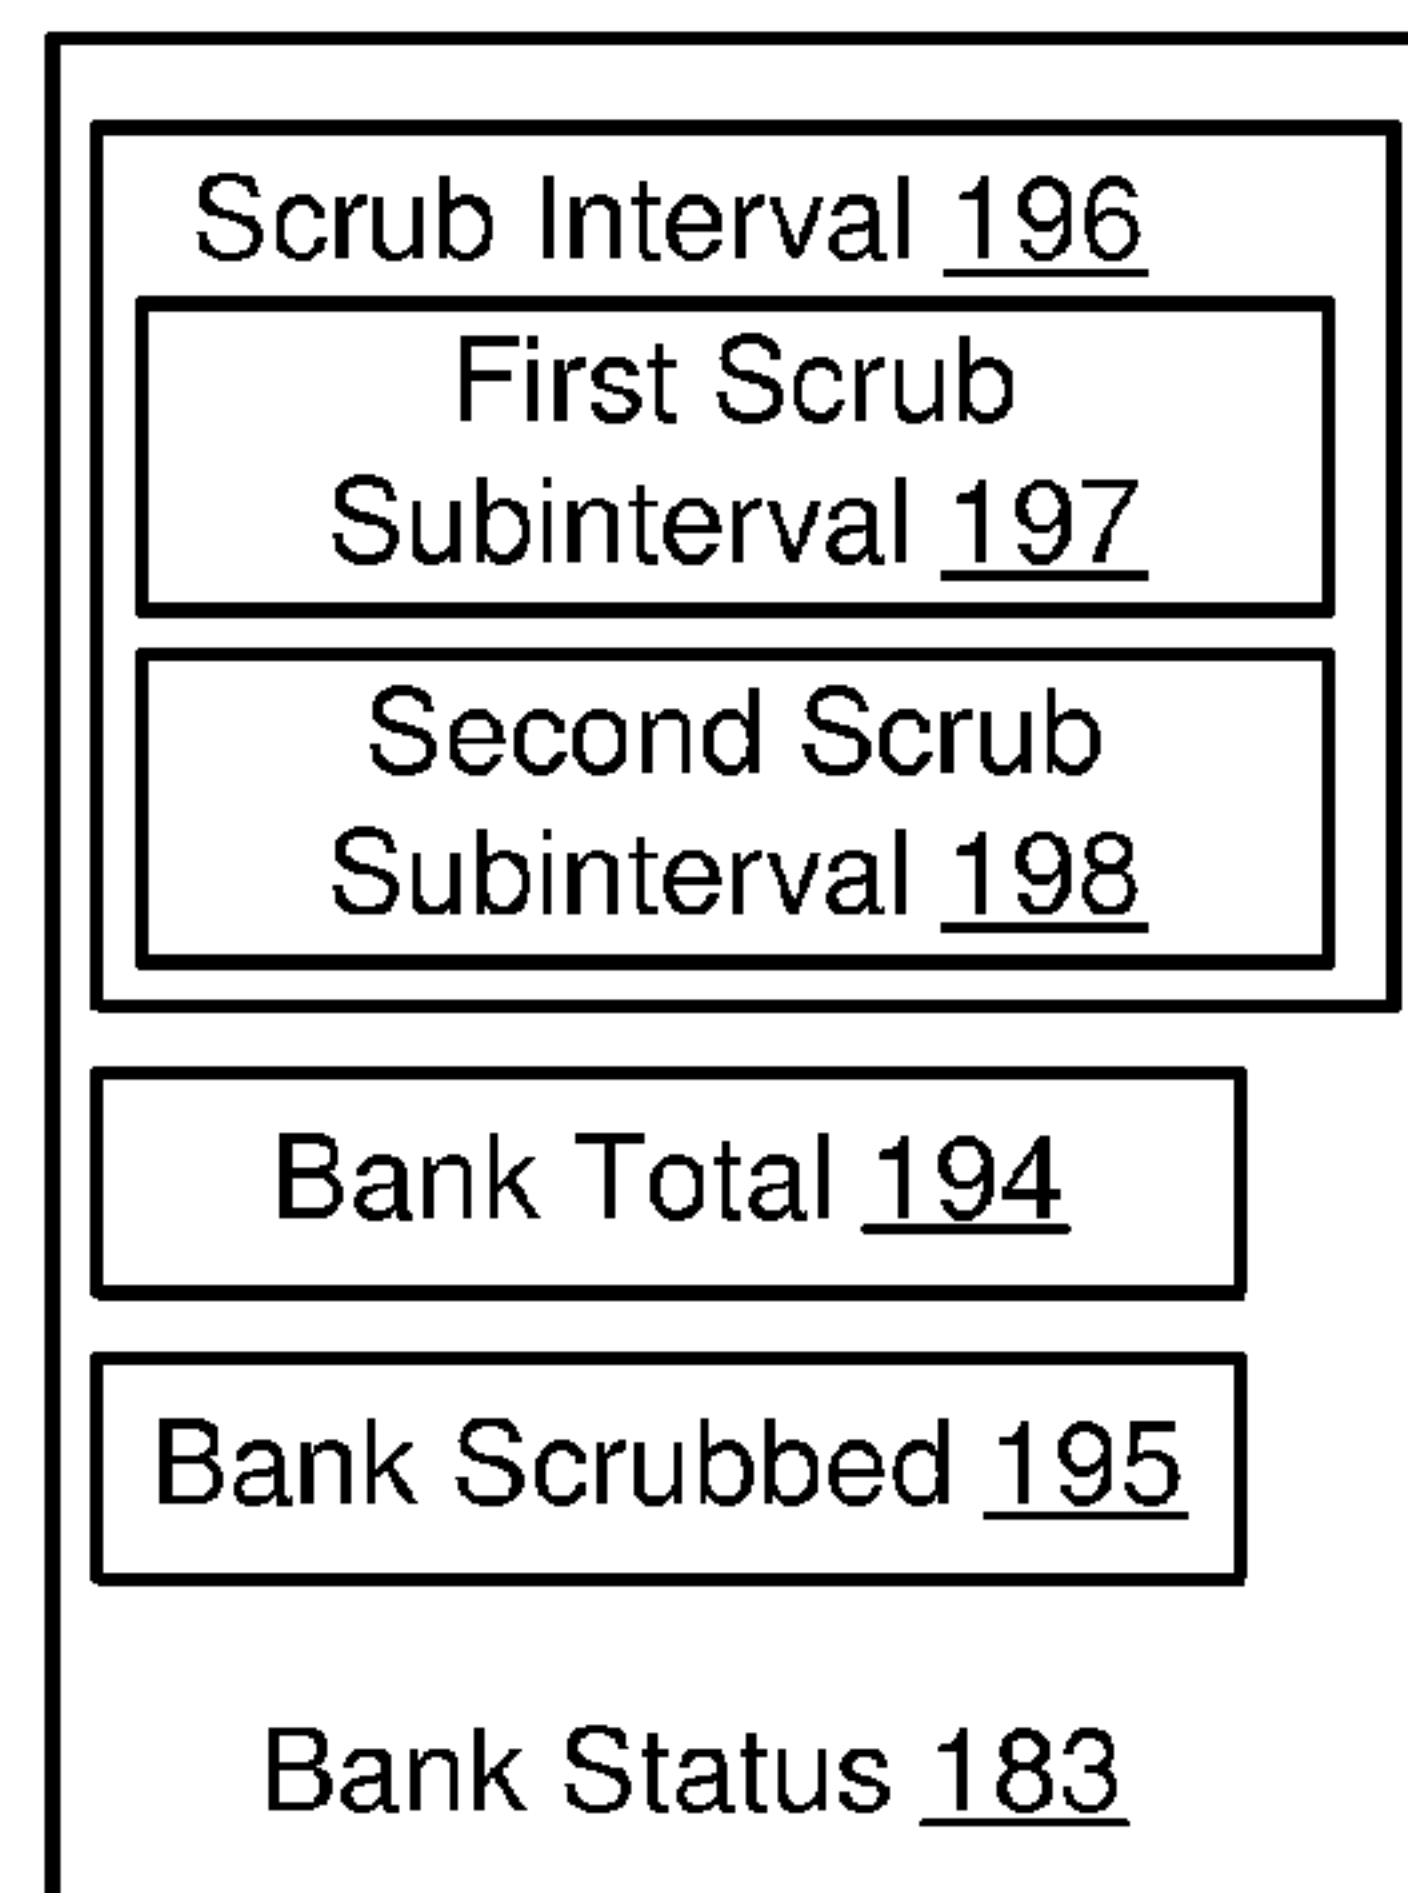 Scrub Interval 196
First Scrub
Subinterval 197
Second Scrub
Subinterval 198
Bank Total 194
Bank Scrubbed 195
Bank Status 183